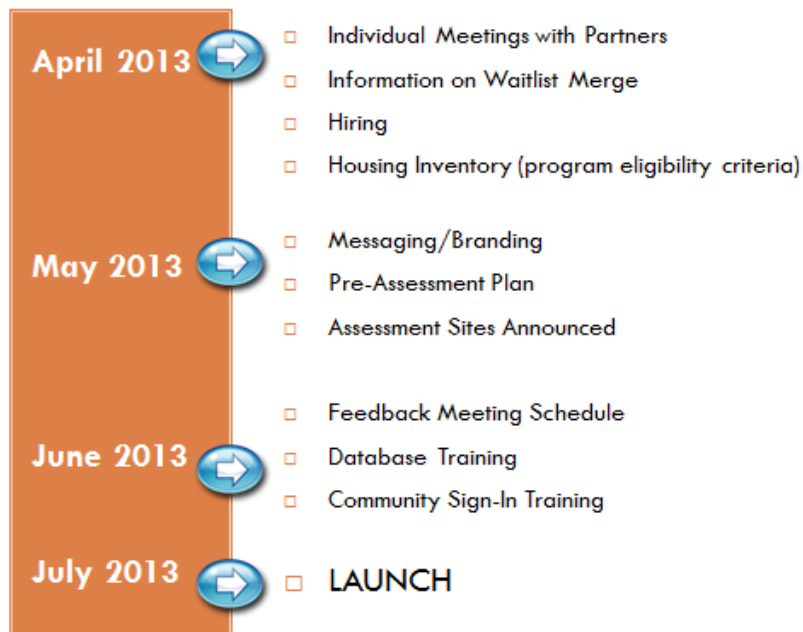 April 2013
Individual Meetings with Partners
Information on Waitlist Merge
Hiring
Housing Inventory (program eligibility criteria)
May 2013
Messaging/Branding
Pre-Assessment Plan
Assessment Sites Announced
June 2013
Feedback Meeting Schedule
Database Training
Community Sign-In Training
July 2013
LAUNCH